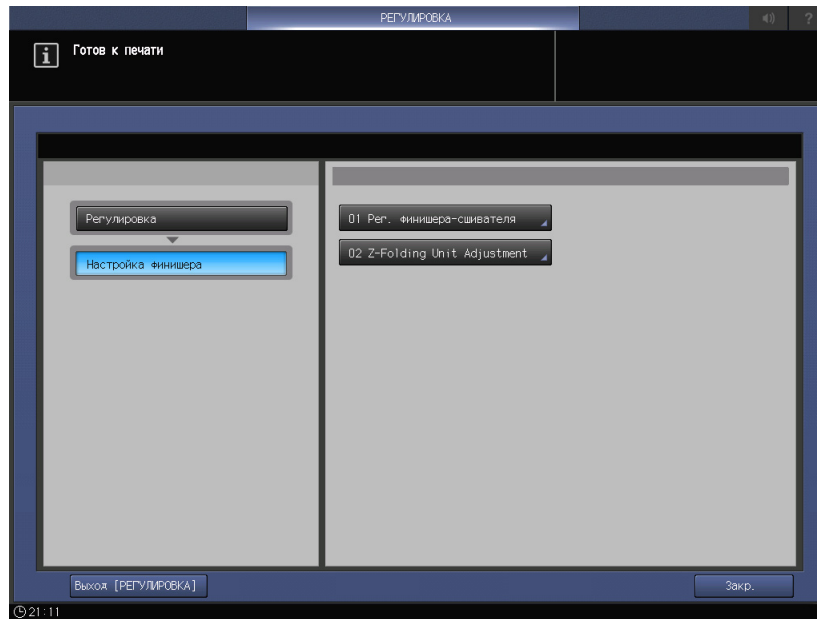 РЕГУЛИРОВКА
?
Готов к печати
Регулировка
Настройка финишера
01 Рег. финишера-сшивателя
02 Z-Folding Unit Adjustment
Выход [РЕГУЛИРОВКА]
Закр.
21:11